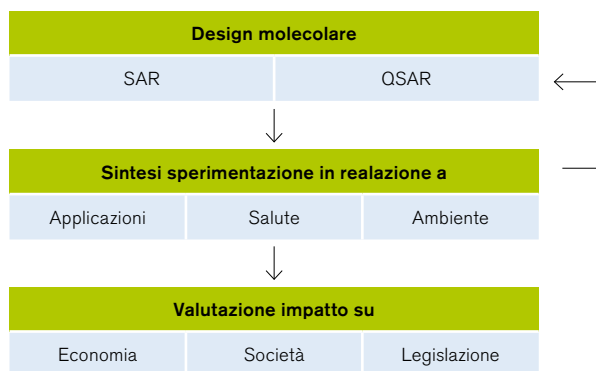 Design molecolare
SAR QSAR
Sintesi sperimentazione in realazione a
Applicazioni Salute Ambiente
Valutazione impatto su
Economia Società Legislazione